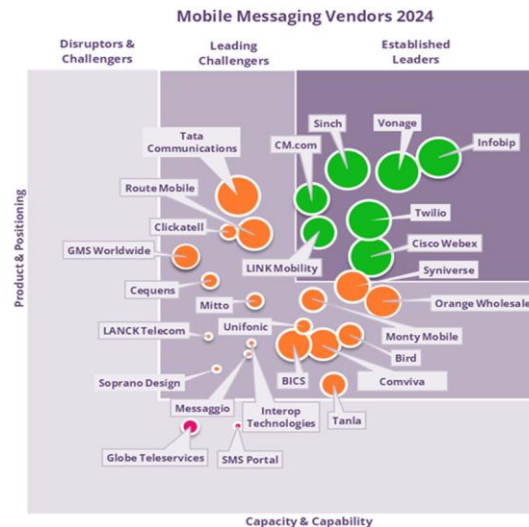 Mobile Messaging Vendors 2024
Disruptors &
Challengers
Leading
Challengers
Established
Leaders
Product & Positioning
Sinch
Vonage
Infobip
CM.com
Tata
Communications
Route Mobile
Clickatell
Twilio
GMS Worldwide
Cisco Webex
LINK Mobility
Syniverse
Cequens
Mitto
Orange Wholesale
LANCK Telecom
Unifonic
Monty Mobile
Bird
Soprano Design
BICS
Comviva
Messaggio
Interop
Technologies
Tanla
Globe Teleservices
SMS Portal
Capacity & Capability